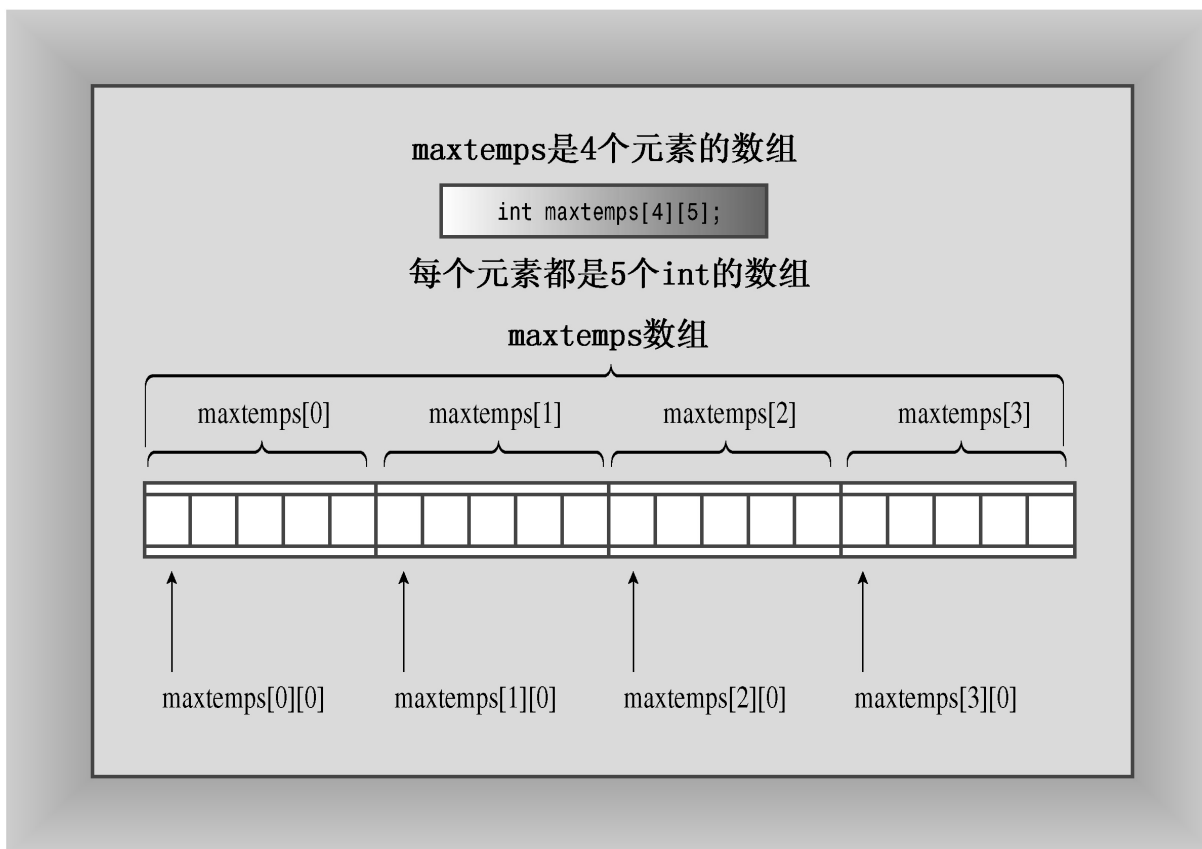 maxtemps是4个元素的数组
int maxtemps[4][5];
每个元素都是5个int的数组
maxtemps数组
maxtemps[0] maxtemps[1] maxtemps[2] maxtemps[3]
maxtemps[0][0] maxtemps[1][0] maxtemps[2][0] maxtemps[3][0]